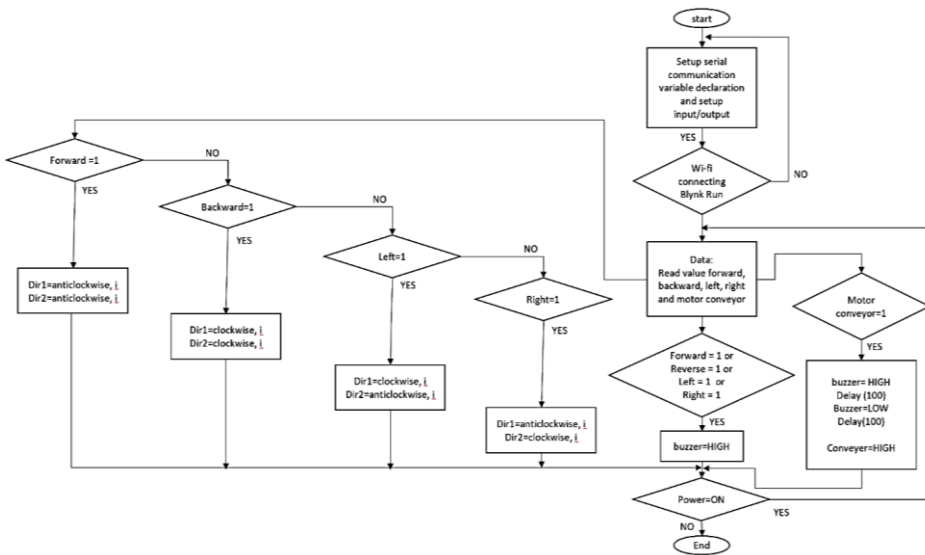 start
Setup serial
communication
variable declaration
and setup
input/output
YES
Wi-fi
connecting
Blynk Run
NO
Forward =1
NO
YES
Backward=1
NO
YES
Left=1
NO
YES
Right=1
YES
Dir1=anticlockwise, i
Dir2=anticlockwise, i
Dir1=clockwise, i
Dir2=clockwise, i
Dir1=clockwise, i
Dir2=anticlockwise, i
Dir1=anticlockwise, i
Dir2=clockwise, i
Data:
Read value forward,
backward, left, right
and motor conveyor
Motor
conveyor=1
YES
Forward = 1 or
Reverse = 1 or
Left = 1 or
Right = 1
YES
buzzer=HIGH
buzzer= HIGH
Delay (100)
Buzzer=LOW
Delay(100)
Conveyer=HIGH
Power=ON
YES
NO
End